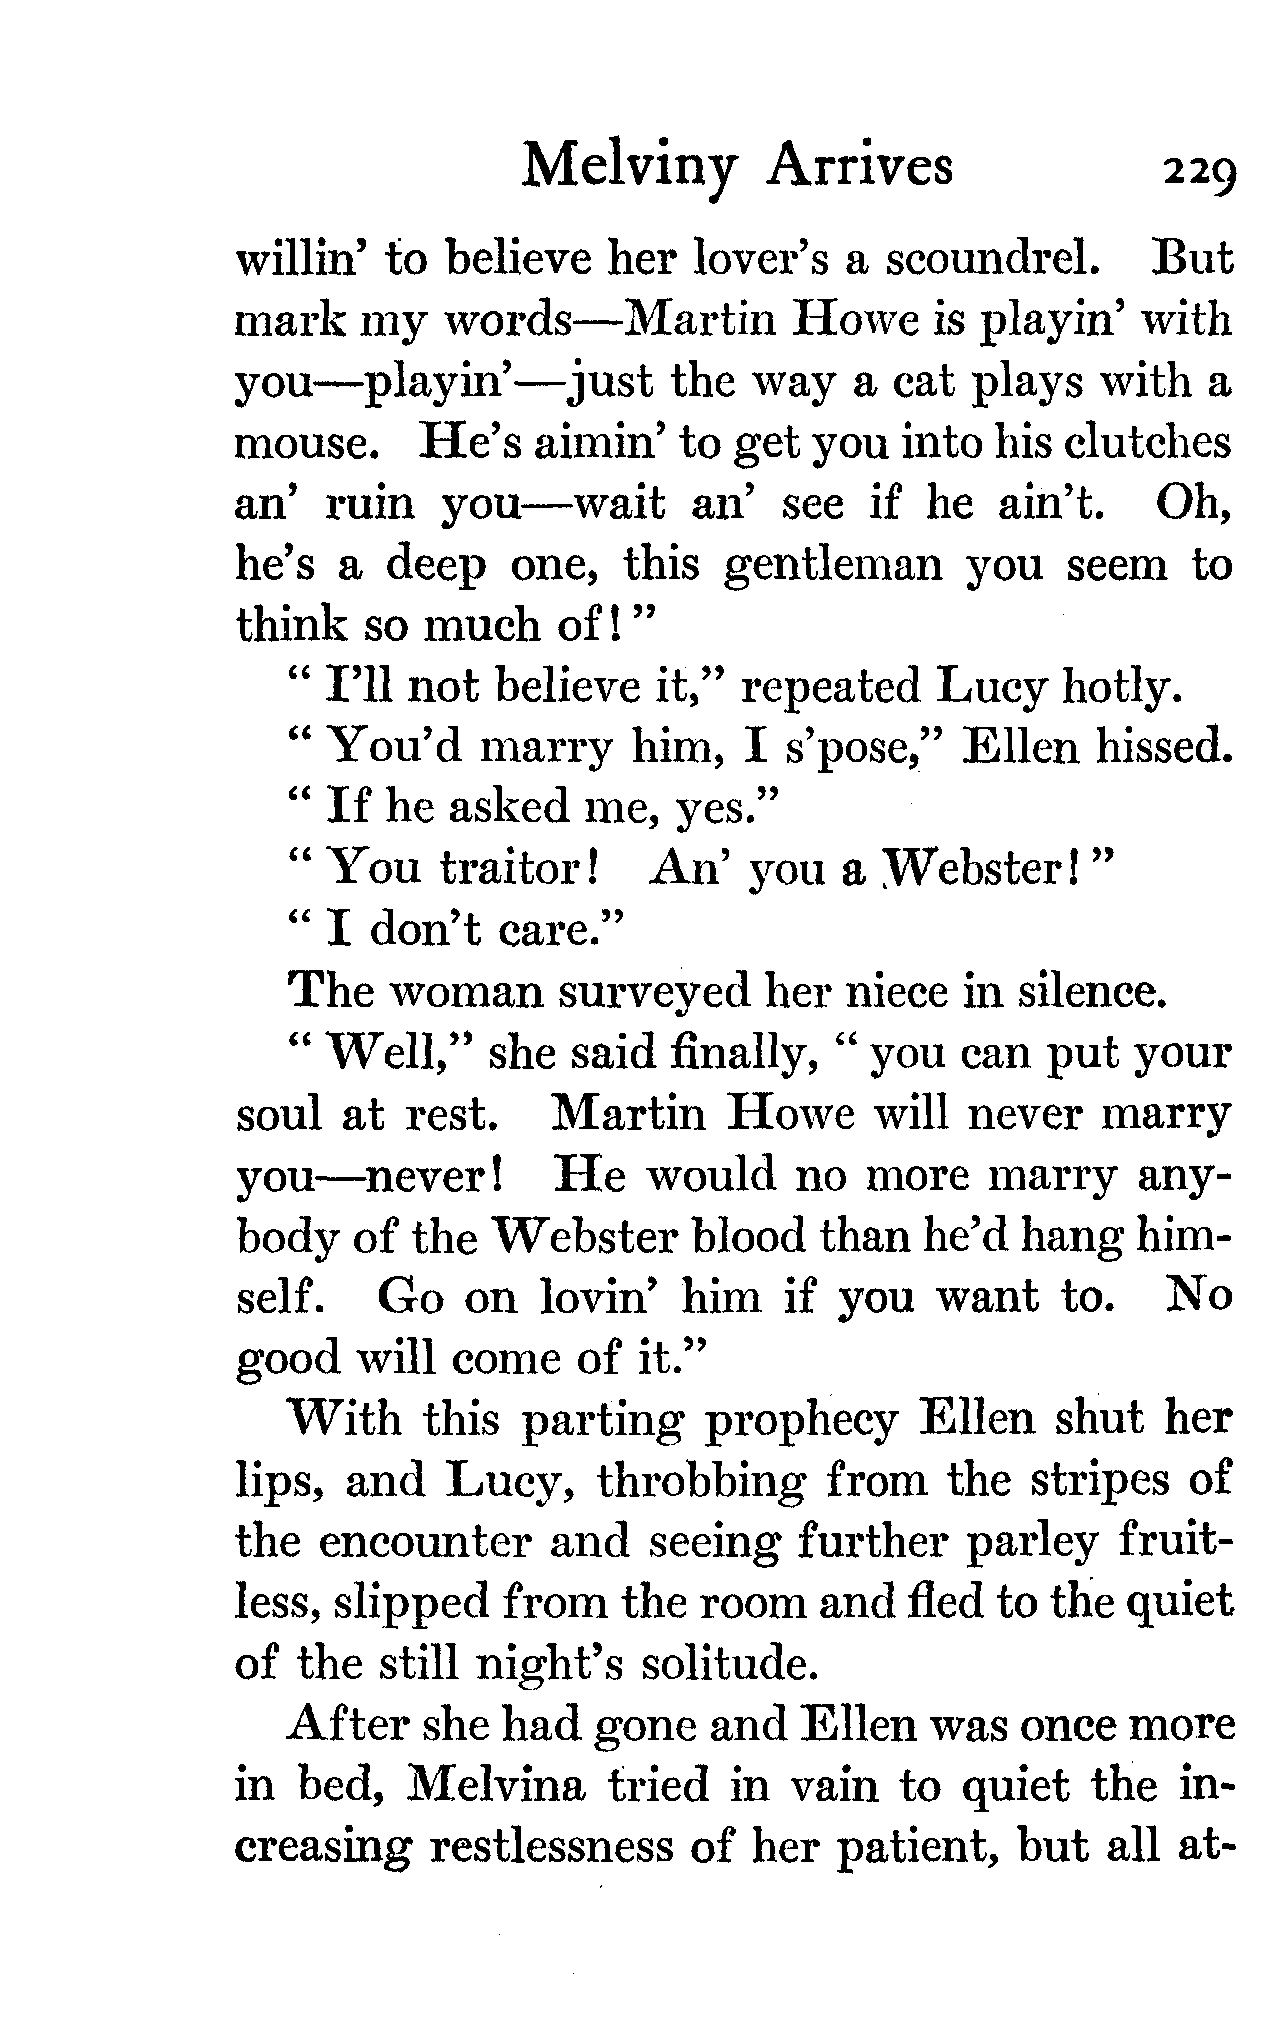 Melviny Arrives 229
willin' to believe her lover's a scoundrel. But
mark my words—Martin Howe is playin' with
you—playin'—just the way a cat plays with a
mouse. He's aimin' to get you into his clutches
an' ruin you—wait an' see if he ain't. Oh,
he's a deep one, this gentleman you seem to
think so much of!"
"I'll not believe it," repeated Lucy hotly.
"You'd marry him, I s'pose," Ellen hissed.
"If he asked me, yes."
"You traitor! An' you a Webster!"
"I don't care."
The woman surveyed her niece in silence.
"Well," she said finally, "you can put your
soul at rest. Martin Howe will never marry
you—never! He would no more marry any-
body of the Webster blood than he'd hang him-
self. Go on lovin' him if you want to. No
good will come of it."
With this parting prophecy Ellen shut her
lips, and Lucy, throbbing from the stripes of
the encounter and seeing further parley fruit-
less, slipped from the room and fled to the quiet
of the still night's solitude.
After she had gone and Ellen was once more
in bed, Melvina tried in vain to quiet the in-
creasing restlessness of her patient, but all at-